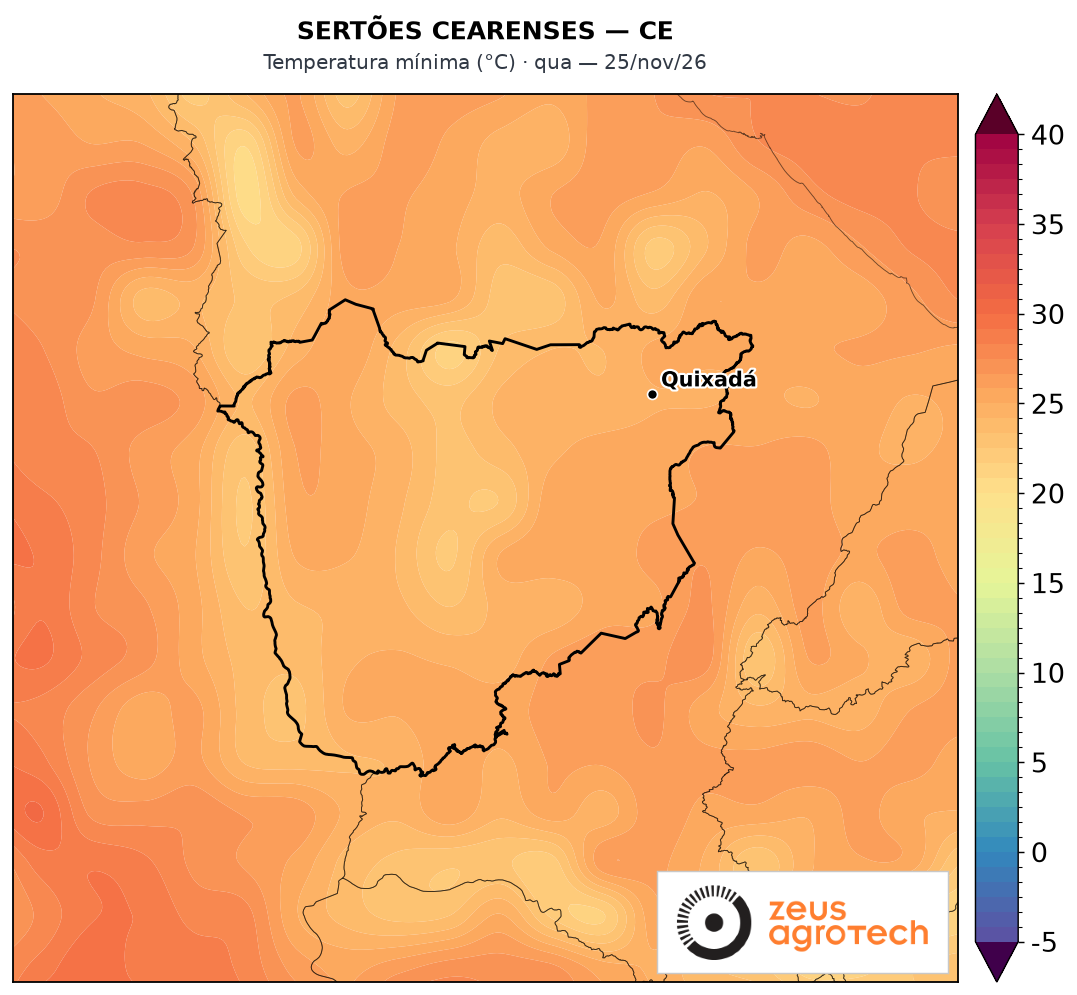 SERTÕES CEARENSES — CE
Temperatura mínima (°C) · qua — 25/nov/26
40
35
30
25
20
15
10
5
0
-5
Quixadá
zeus
agrotech